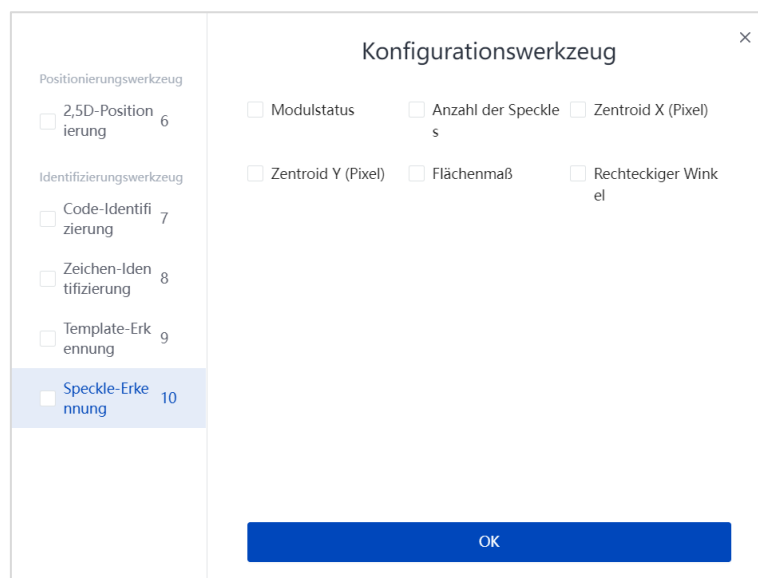 Konfigurationswerkzeug
Positionierungswerkzeug
2,5D-Position
ierung
6
Identifizierungswerkzeug
Code-Identifi
zierung
7
Zeichen-Iden
tifizierung
8
Template-Erk
ennung
9
Speckle-Erke
nnung
10
Modulstatus
Anzahl der Speckle
s
Zentroid X (Pixel)
Zentroid Y (Pixel)
Flächenmaß
Rechteckiger Wink
el
OK